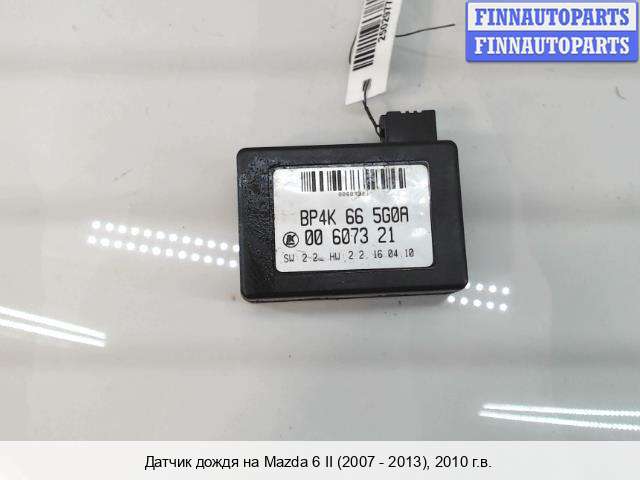 FINNAUTOPARTS
FINNAUTOPARTS
BP4K 66 5G0A
00 6073 21
SW 2.2 HW 2.2 16.04.10
Датчик дождя на Mazda 6 II (2007 - 2013), 2010 г.в.